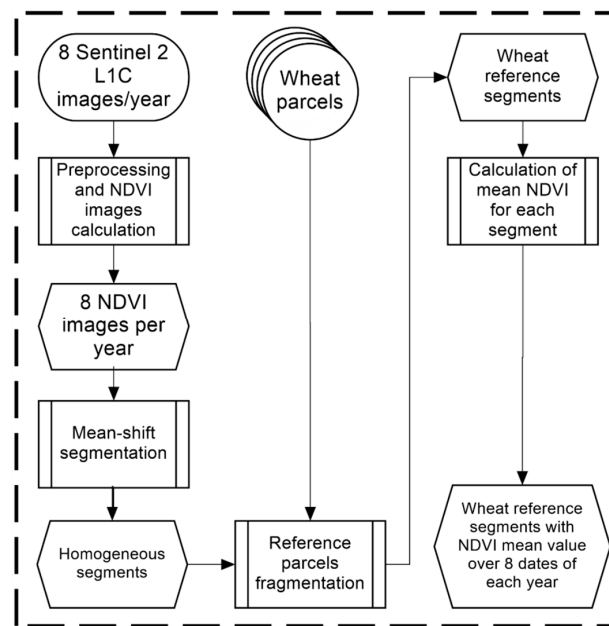 8 Sentinel 2
L1C
images/year
Preprocessing
and NDVI
images
calculation
8 NDVI
images per
year
Mean-shift
segmentation
Homogeneous
segments
Wheat
parcels
Reference
parcels
fragmentation
Wheat
reference
segments
Calculation of
mean NDVI
for each
segment
Wheat reference
segments with
NDVI mean value
over 8 dates of
each year